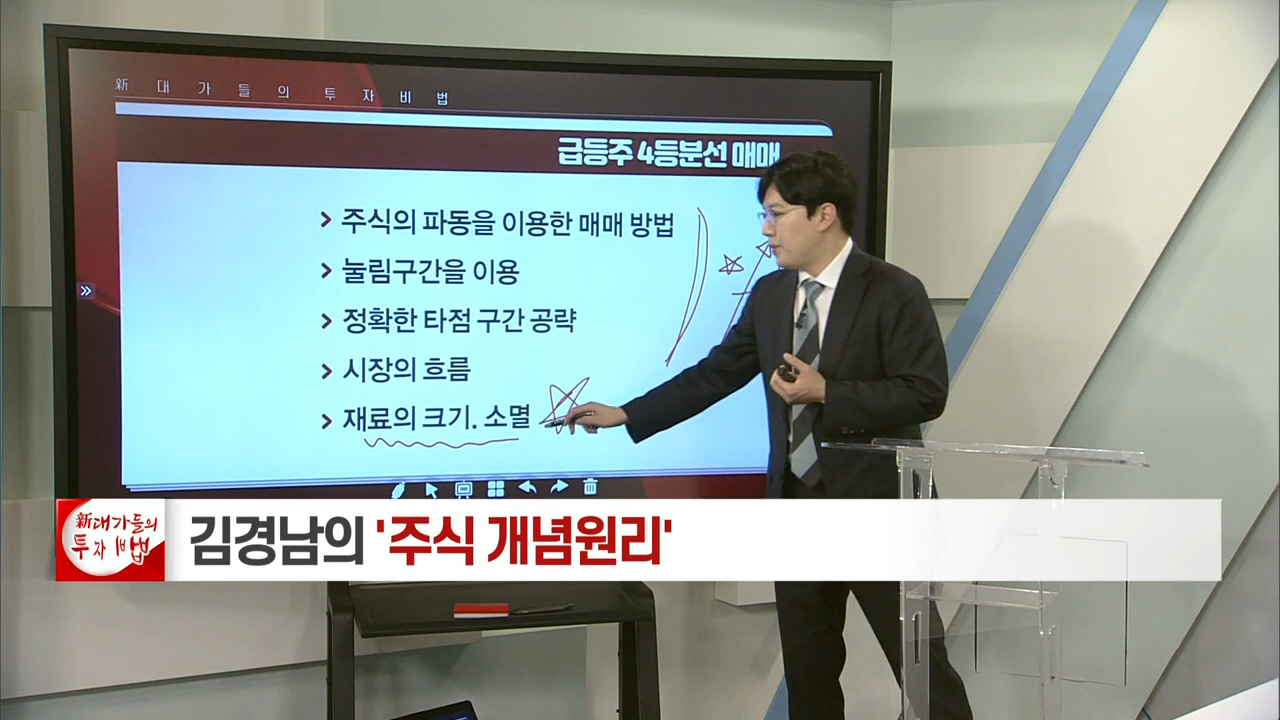 新 대 가 들 의 투 자 비 법
급등주 4등분선 매매
> 주식의 파동을 이용한 매매 방법
> 눌림구간을 이용
> 정확한 타점 구간 공략
> 시장의 흐름
> 재료의 크기. 소멸
新대가들의
투자 비법
김경남의 '주식 개념원리'